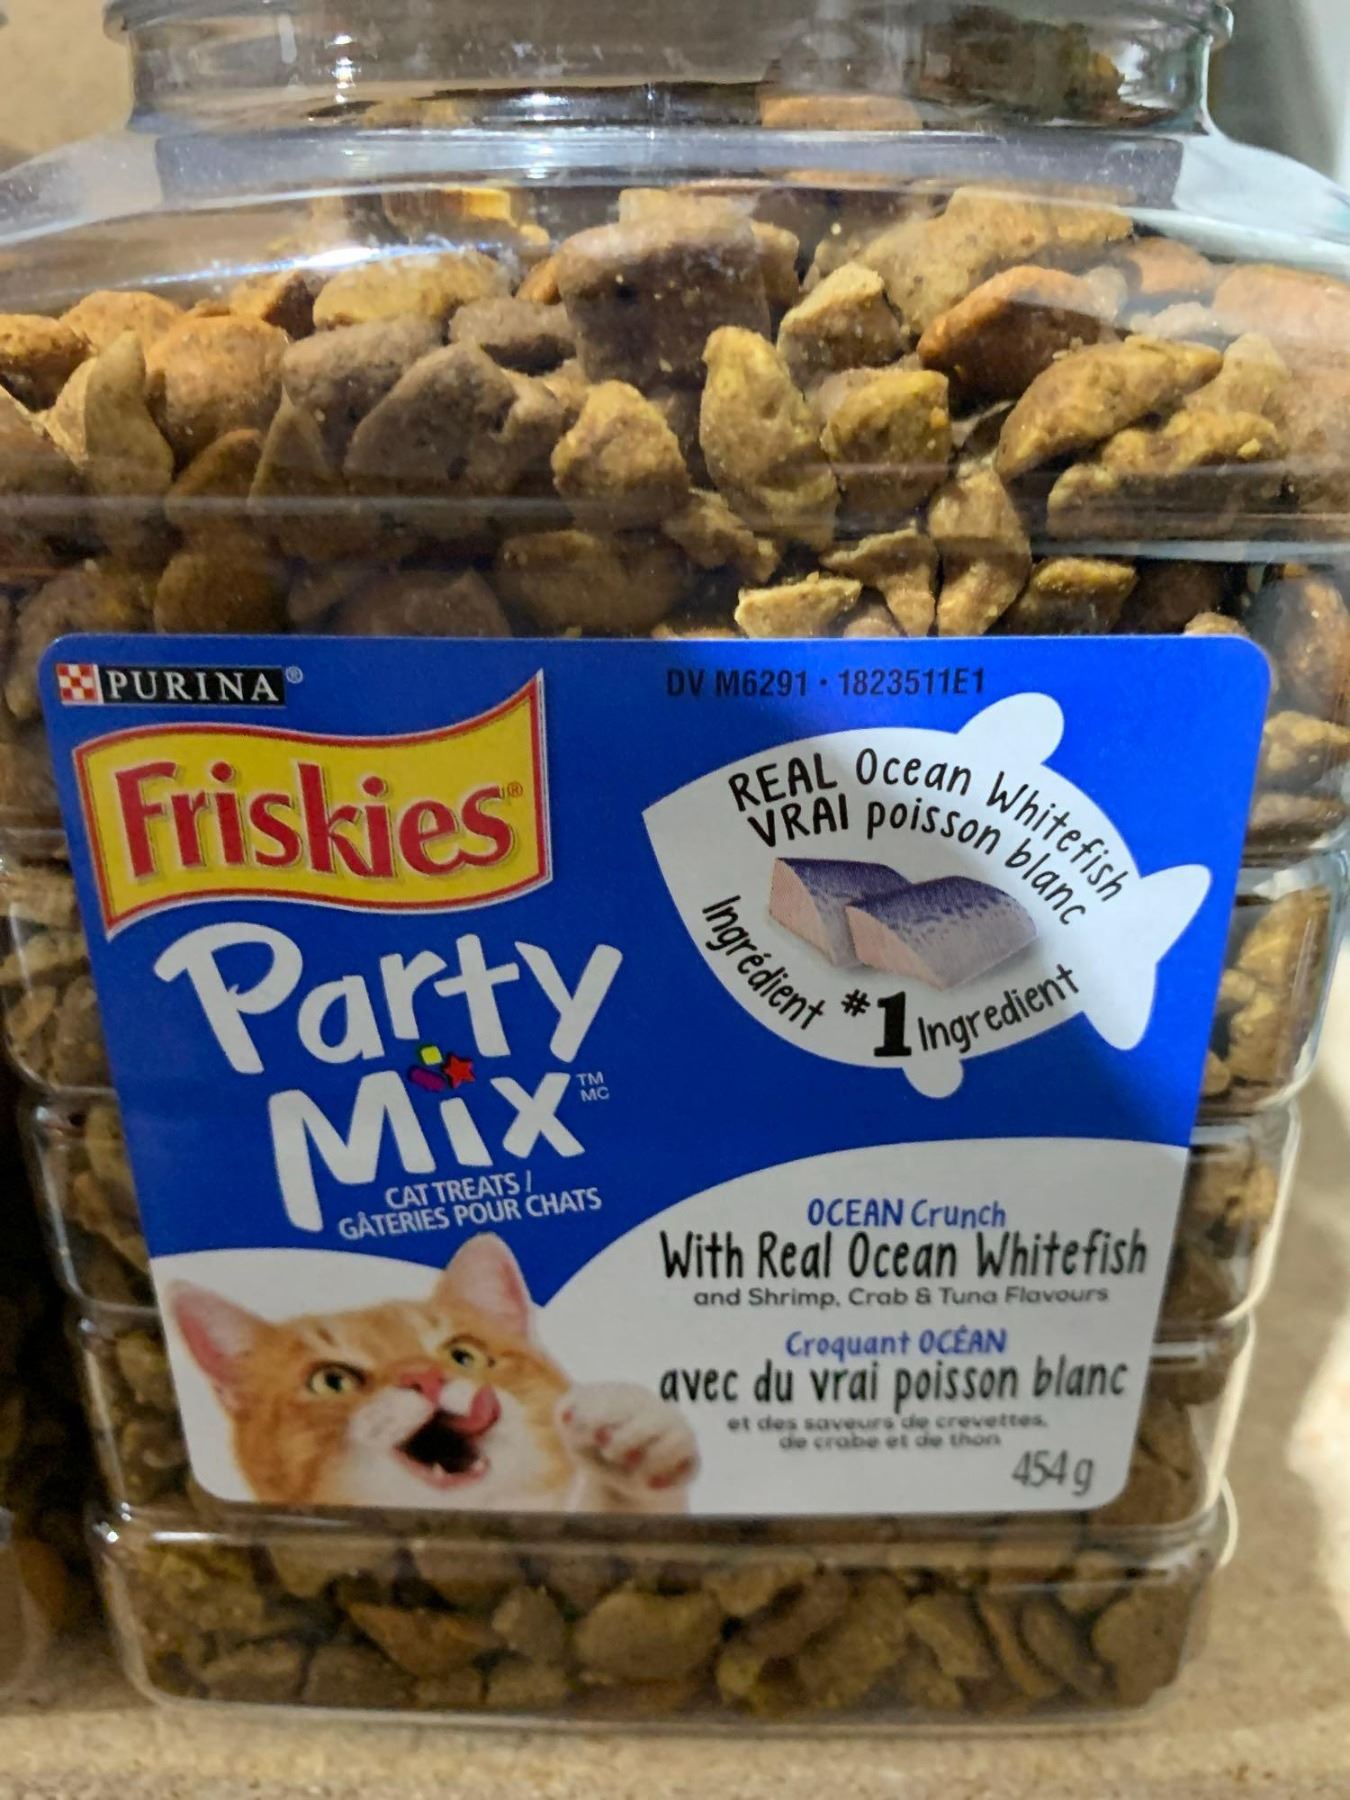 PURINA®
Friskies®
Party
Mix TM MC
CAT TREATS /
GÂTERIES POUR CHATS
DV M6291 · 1823511E1
REAL Ocean Whitefish
VRAI poisson blanc
Ingrédient #1 Ingredient
OCEAN Crunch
With Real Ocean Whitefish
and Shrimp, Crab & Tuna Flavours
Croquant OCÉAN
avec du vrai poisson blanc
et des saveurs de crevettes,
de crabe et de thon
454 g